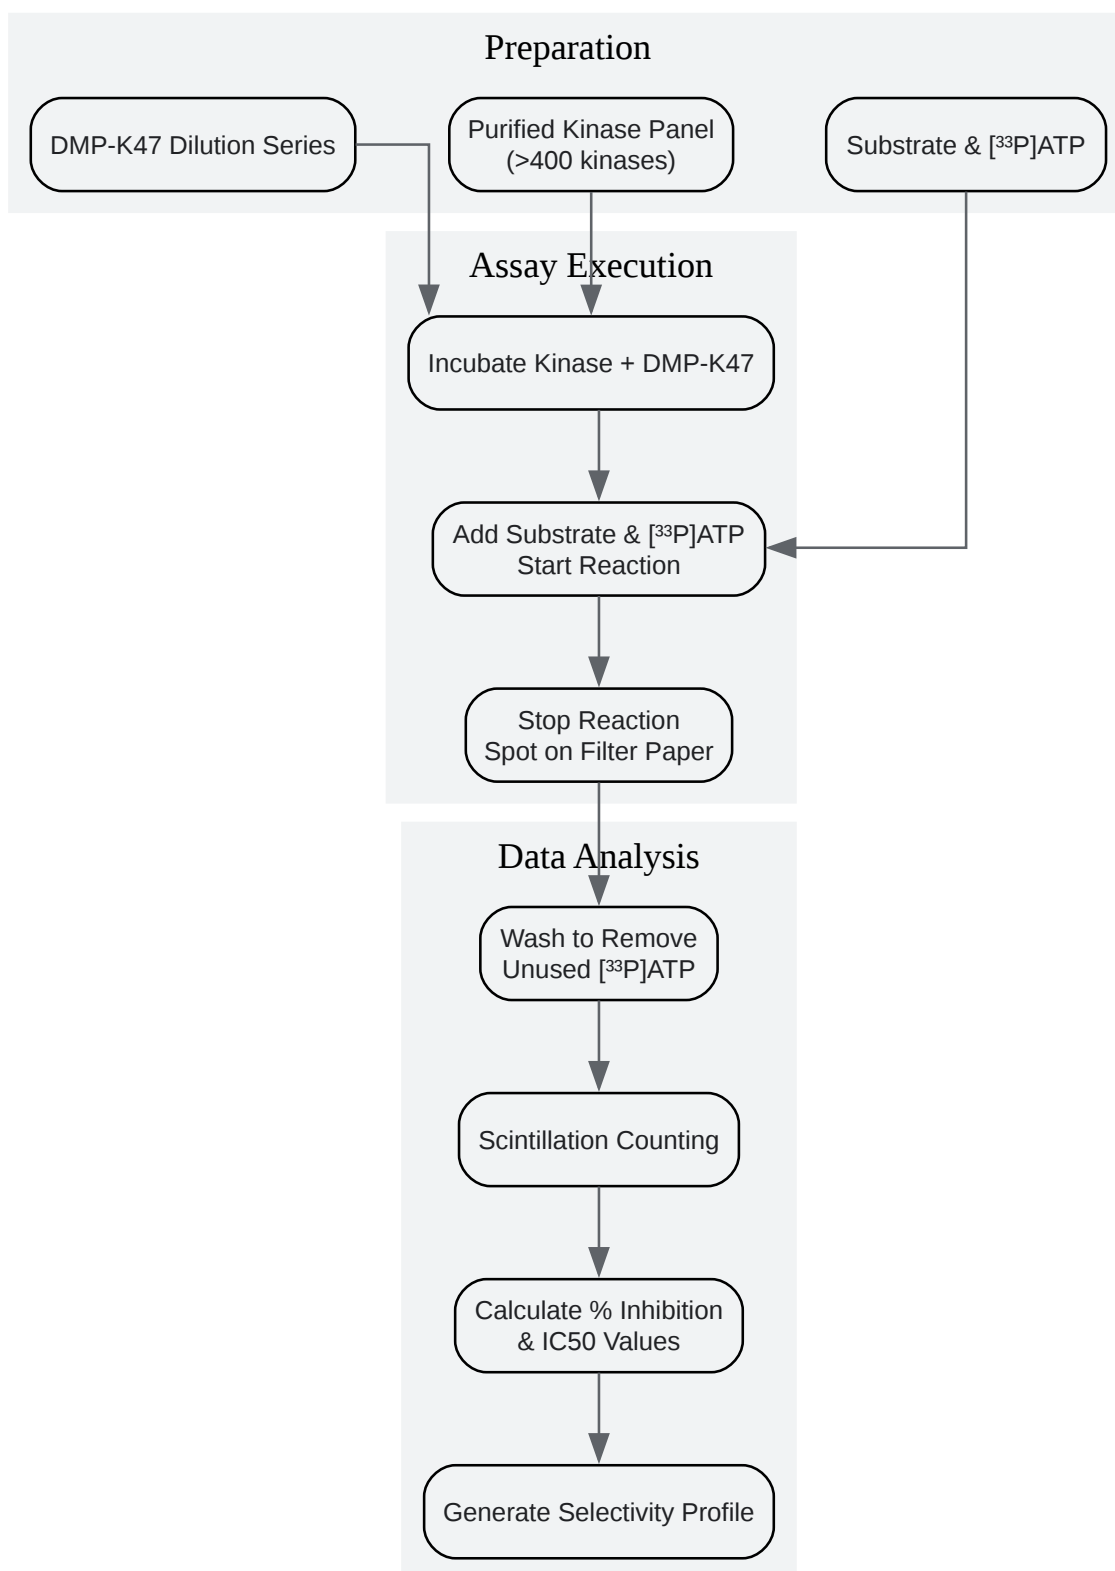 Preparation
DMP-K47 Dilution Series
Purified Kinase Panel
(>400 kinases)
Substrate & [³³P]ATP
Assay Execution
Incubate Kinase + DMP-K47
Add Substrate & [³³P]ATP
Start Reaction
Stop Reaction
Spot on Filter Paper
Data Analysis
Wash to Remove
Unused [³³P]ATP
Scintillation Counting
Calculate % Inhibition
& IC50 Values
Generate Selectivity Profile